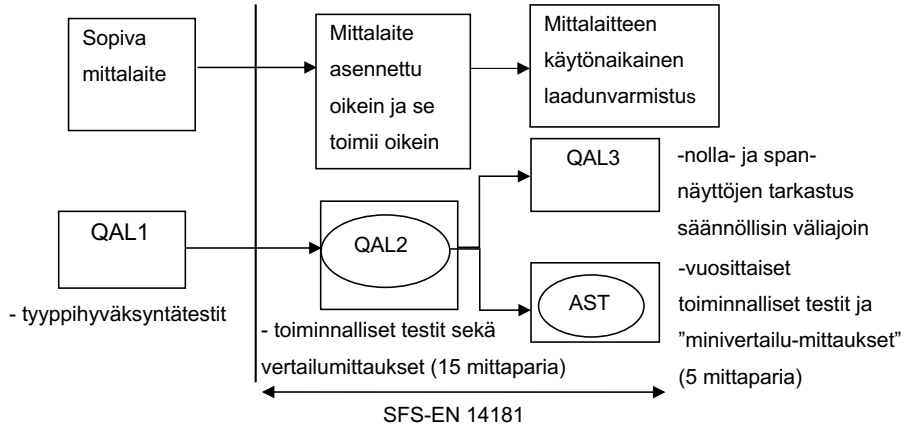 Sopiva
mittalaite
Mittalaite
asennettu
oikein ja se
toimii oikein
Mittalaitteen
käytönaikainen
laadunvarmistus
QAL1
- tyyppihyväksyntätestit
QAL2
- toiminnalliset testit sekä
vertailumittaukset (15 mittaparia)
QAL3
-nolla- ja span-
näyttöjen tarkastus
säännöllisin väliajoin
AST
-vuosittaiset
toiminnalliset testit ja
”minivertailu-mittaukset”
(5 mittaparia)
SFS-EN 14181